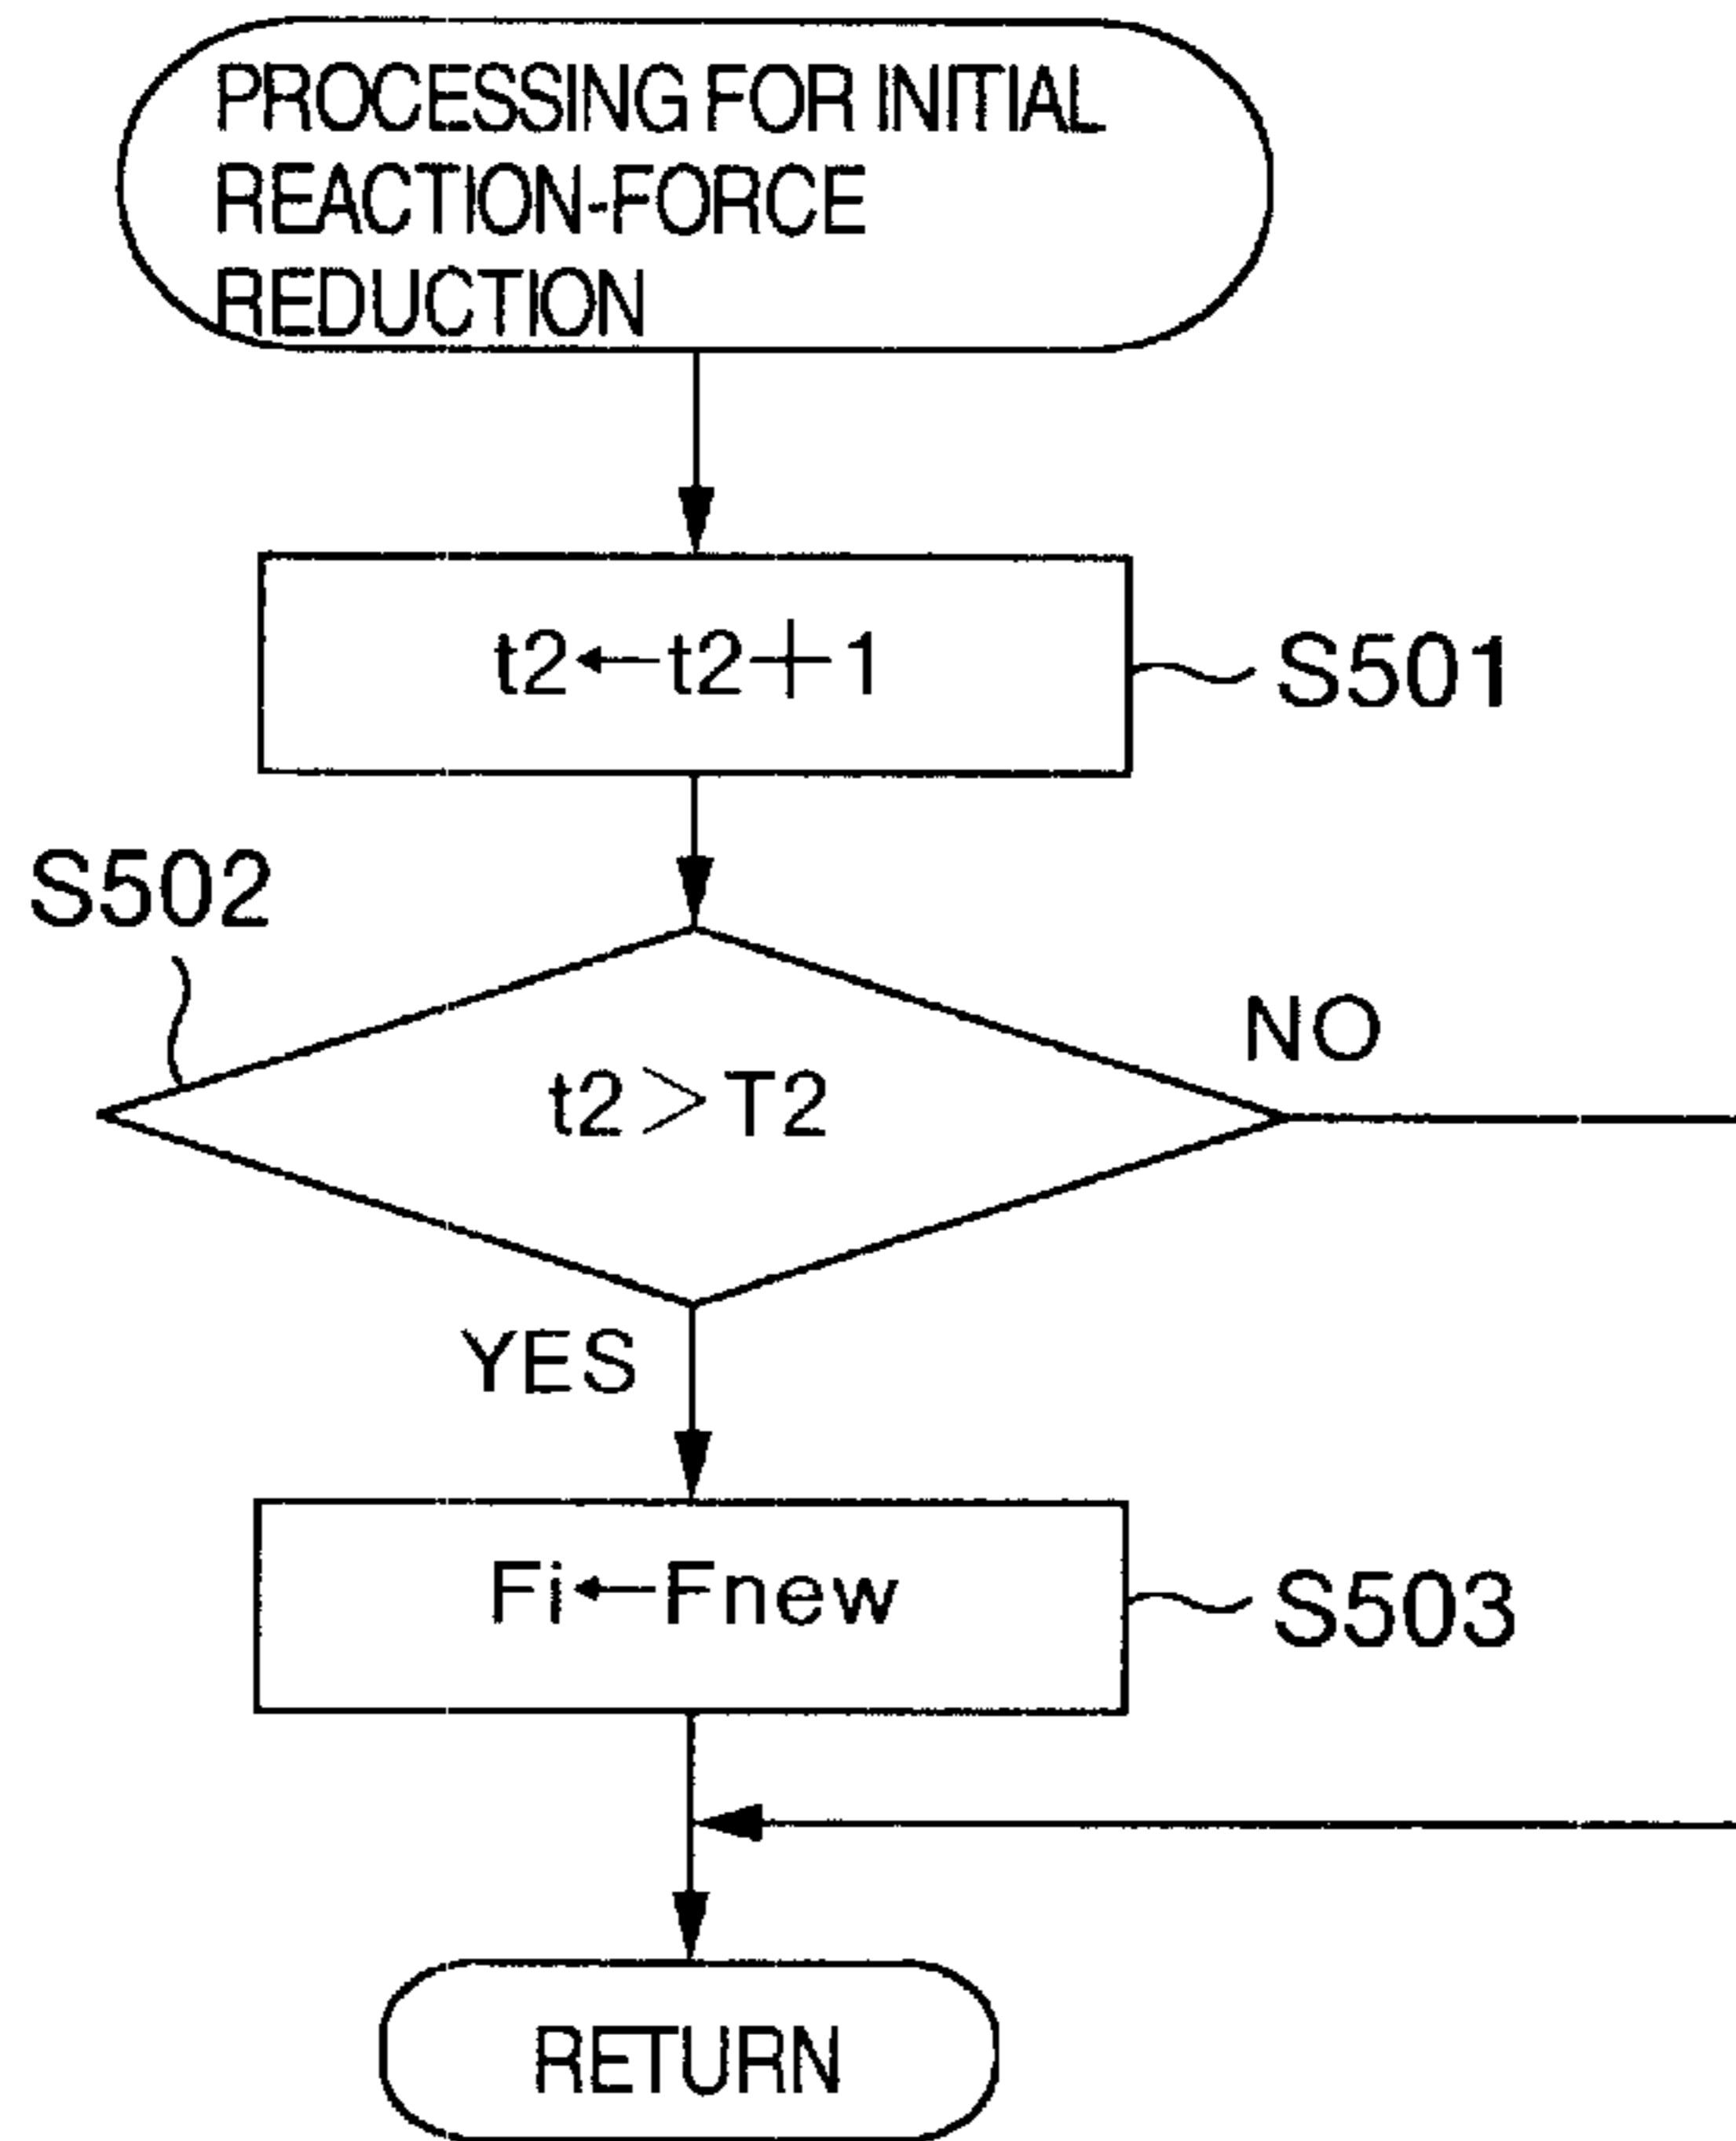 PROCESSING FOR INITIAL
REACTION-FORCE
REDUCTION
t2←t2+1
S501
S502
t2>T2
NO
YES
Fi←Fnew
S503
RETURN